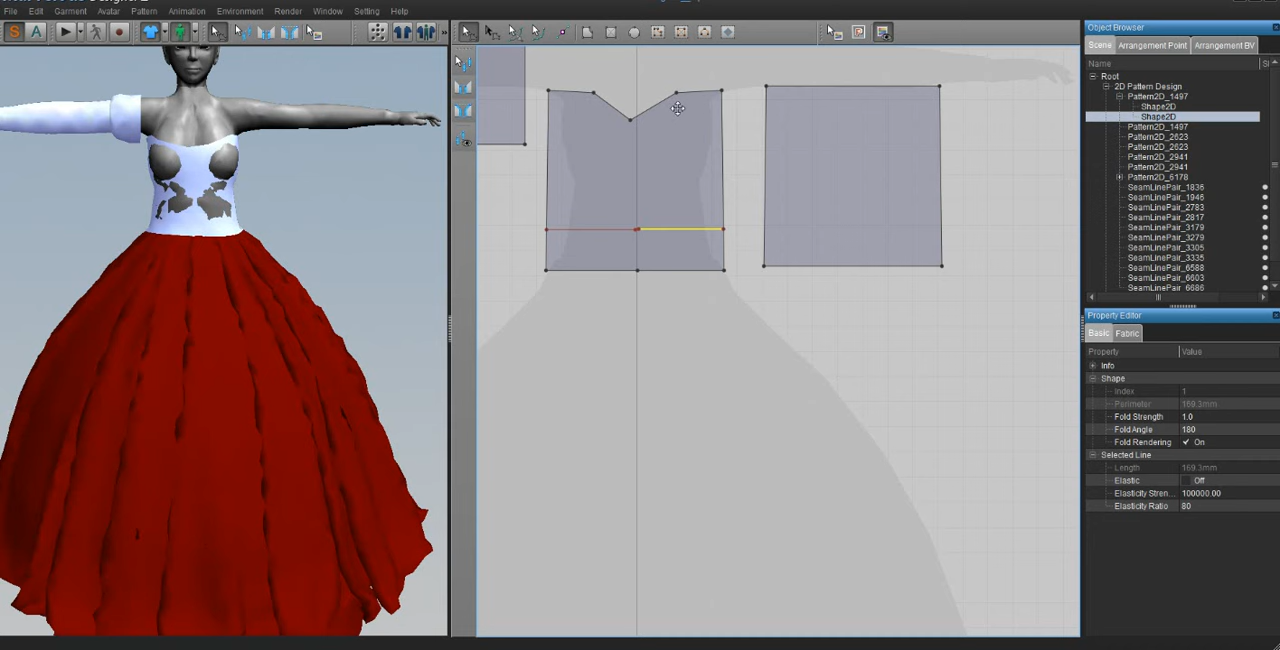 File Edit Garment Avatar Pattern Animation Environment Render Window Setting Help
S A
Object Browser
Scene Arrangement Point Arrangement BV
Name
Root
2D Pattern Design
Pattern2D_1497
Shape2D
Shape2D
Pattern2D_1497
Pattern2D_2623
Pattern2D_2623
Pattern2D_2941
Pattern2D_2941
Pattern2D_6178
SeamLinePair_1836
SeamLinePair_1946
SeamLinePair_2783
SeamLinePair_2817
SeamLinePair_3179
SeamLinePair_3279
SeamLinePair_3305
SeamLinePair_3335
SeamLinePair_6588
SeamLinePair_6603
SeamLinePair_6686
Property Editor
Basic Fabric
Property Value
Info
Shape
Index 1
Perimeter 169.3mm
Fold Strength 1.0
Fold Angle 180
Fold Rendering On
Selected Line
Length 169.3mm
Elastic Off
Elasticity Stren... 100000.00
Elasticity Ratio 80